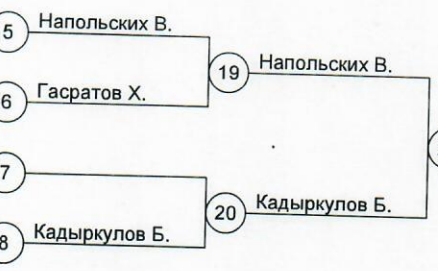 5 Напольских В.
19 Напольских В.
6 Гасратов Х.
7
20 Кадыркулов Б.
8 Кадыркулов Б.